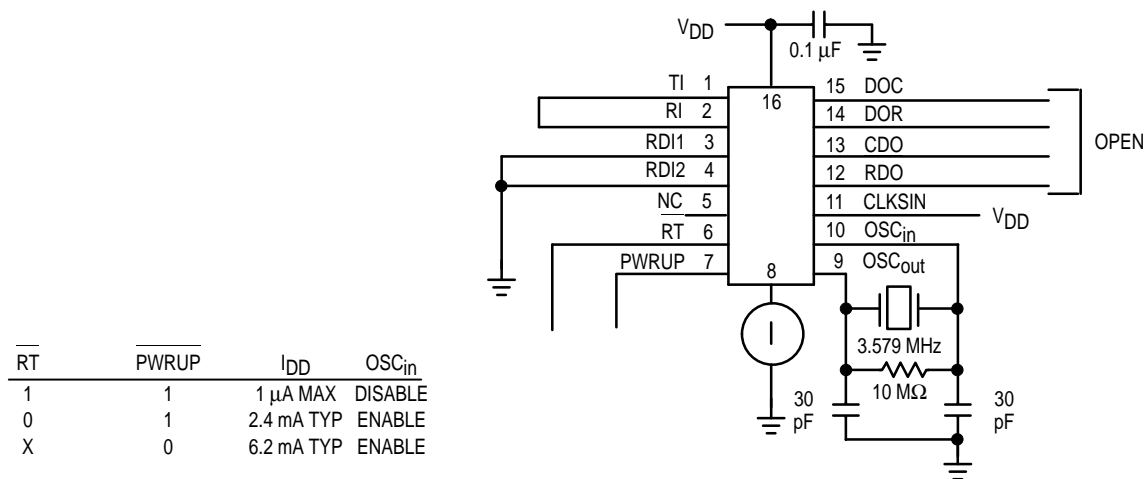 VDD
0.1 μF
TI 1
RI 2
RDI1 3
RDI2 4
NC 5
RT 6
PWRUP 7
16
8
15 DOC
14 DOR
13 CDO
12 RDO
11 CLKSIN
10 OSCin
9 OSCout
OPEN
VDD
I
3.579 MHz
10 MΩ
30
pF
30
pF
RT PWRUP IDD OSCin
1 1 1 μA MAX DISABLE
0 1 2.4 mA TYP ENABLE
X 0 6.2 mA TYP ENABLE